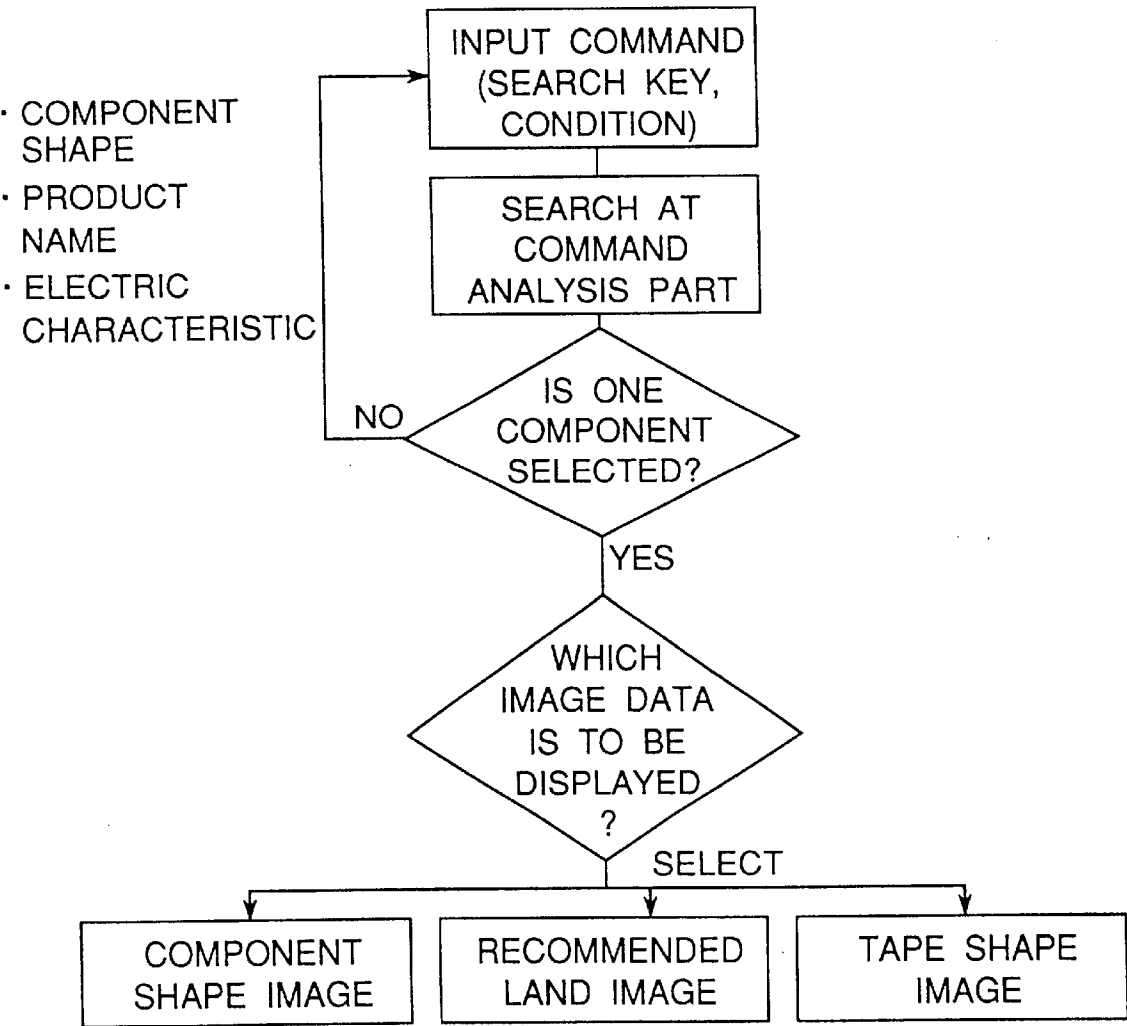 INPUT COMMAND
(SEARCH KEY,
CONDITION)
· COMPONENT
SHAPE
· PRODUCT
NAME
· ELECTRIC
CHARACTERISTIC
SEARCH AT
COMMAND
ANALYSIS PART
IS ONE
COMPONENT
SELECTED?
NO
YES
WHICH
IMAGE DATA
IS TO BE
DISPLAYED
?
SELECT
COMPONENT
SHAPE IMAGE
RECOMMENDED
LAND IMAGE
TAPE SHAPE
IMAGE